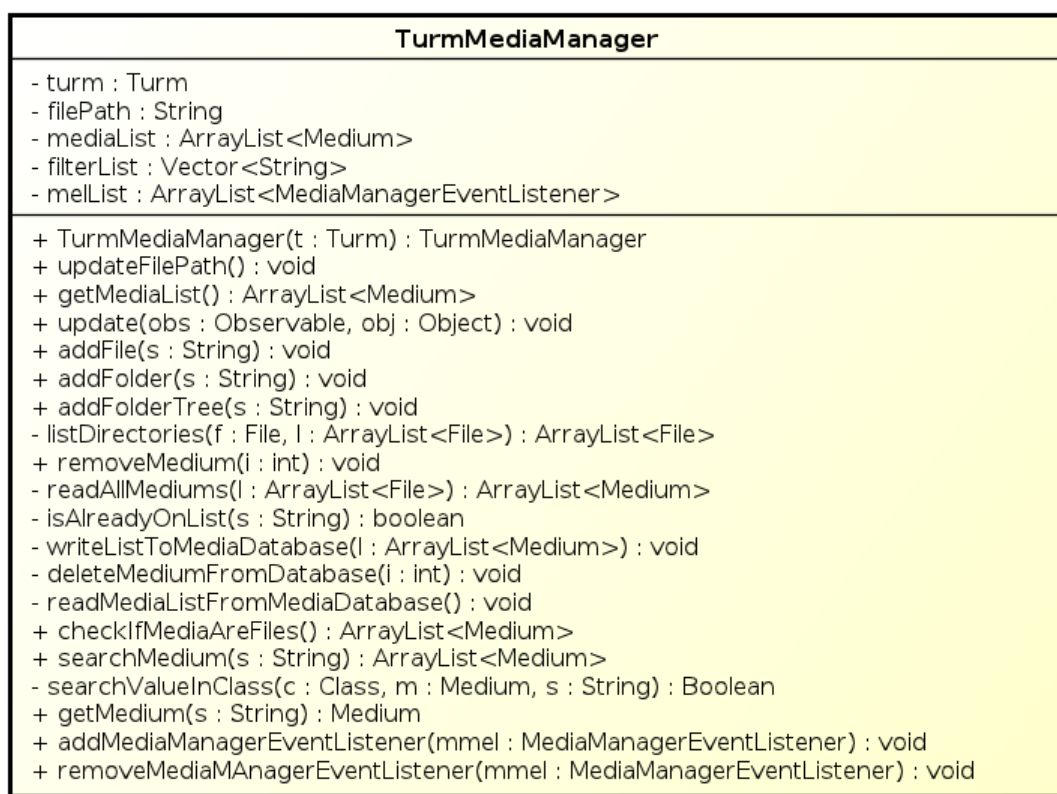 TurmMediaManager
- turm : Turm
- filePath : String
- mediaList : ArrayList<Medium>
- filterList : Vector<String>
- melList : ArrayList<MediaManagerEventListener>
+ TurmMediaManager(t : Turm) : TurmMediaManager
+ updateFilePath() : void
+ getMediaList() : ArrayList<Medium>
+ update(obs : Observable, obj : Object) : void
+ addFile(s : String) : void
+ addFolder(s : String) : void
+ addFolderTree(s : String) : void
- listDirectories(f : File, l : ArrayList<File>) : ArrayList<File>
+ removeMedium(i : int) : void
- readAllMediums(l : ArrayList<File>) : ArrayList<Medium>
- isAlreadyOnList(s : String) : boolean
- writeListToMediaDatabase(l : ArrayList<Medium>) : void
- deleteMediumFromDatabase(i : int) : void
- readMediaListFromMediaDatabase() : void
+ checkIfMediaAreFiles() : ArrayList<Medium>
+ searchMedium(s : String) : ArrayList<Medium>
- searchValueInClass(c : Class, m : Medium, s : String) : Boolean
+ getMedium(s : String) : Medium
+ addMediaManagerEventListener(mmel : MediaManagerEventListener) : void
+ removeMediaMAnagerEventListener(mmel : MediaManagerEventListener) : void